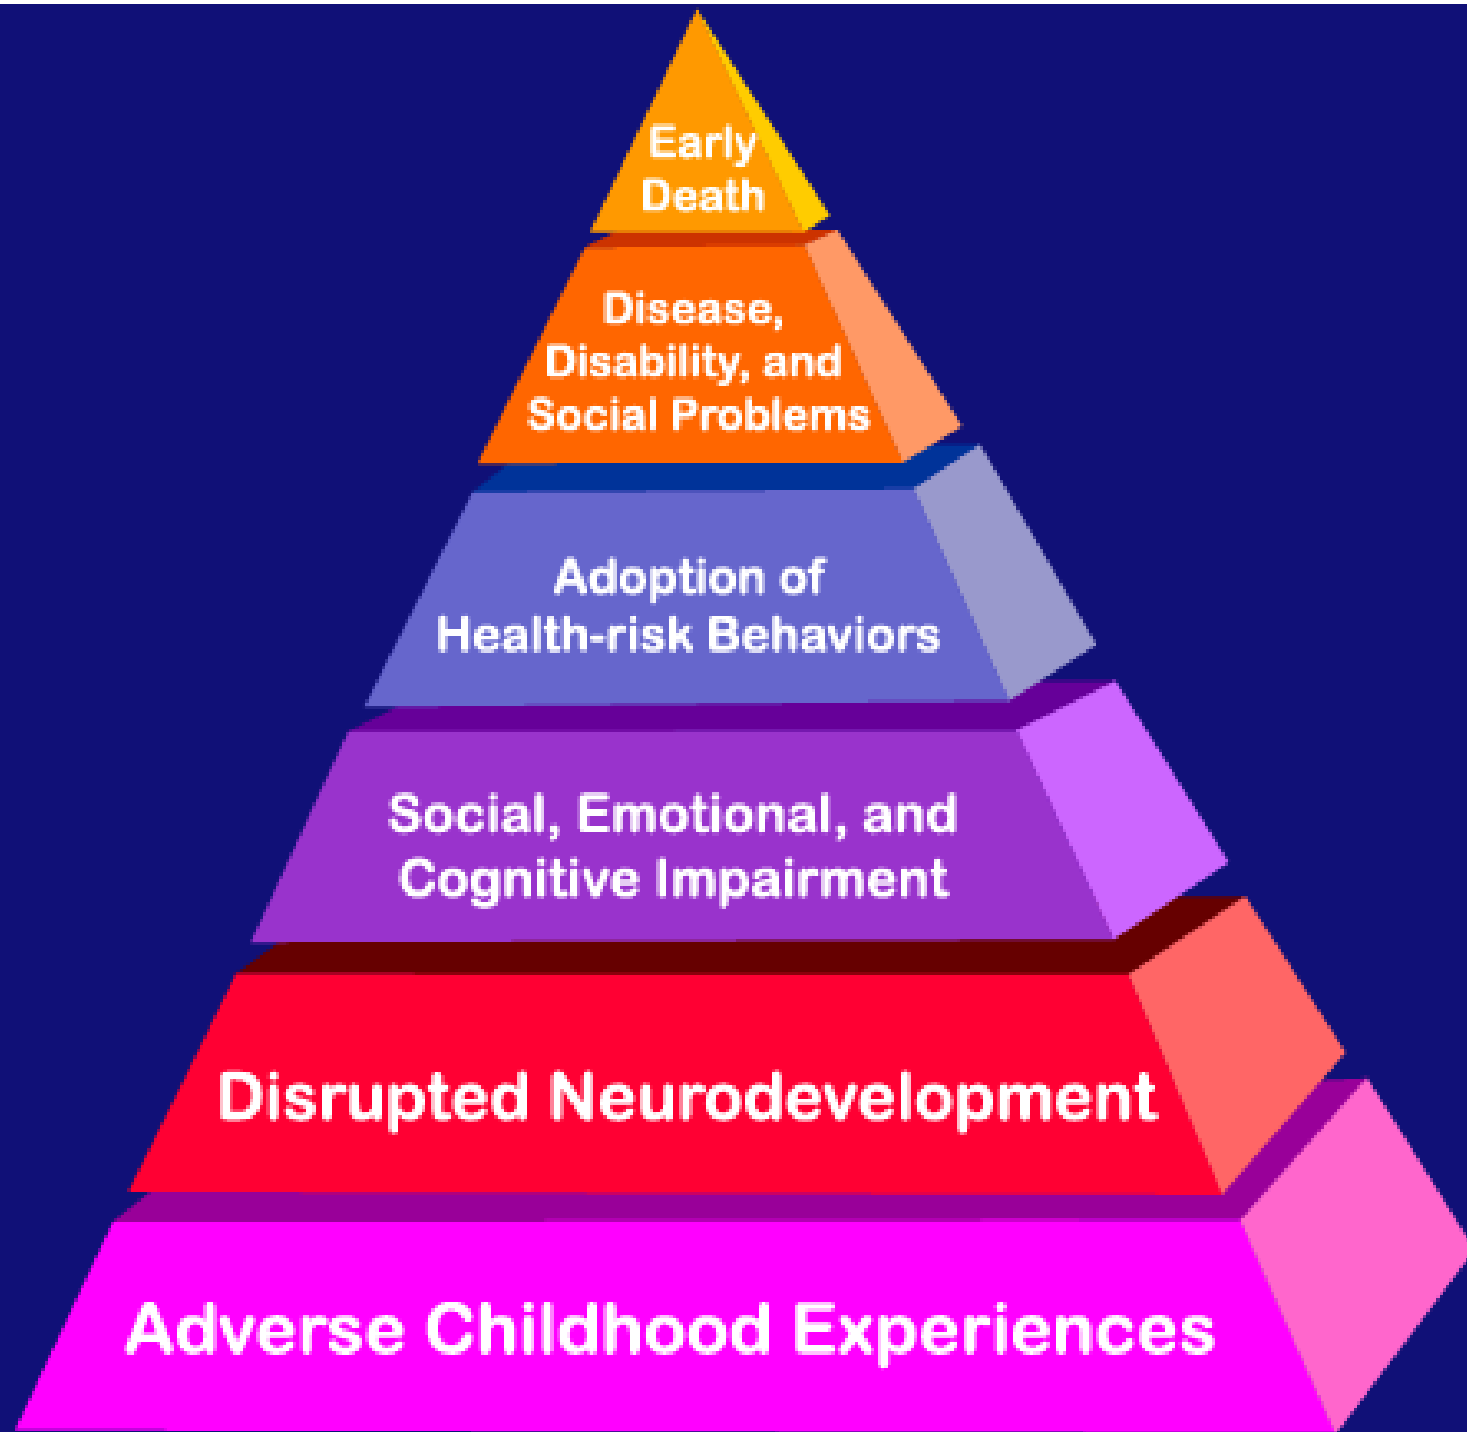 Early
Death
Disease,
Disability, and
Social Problems
Adoption of
Health-risk Behaviors
Social, Emotional, and
Cognitive Impairment
Disrupted Neurodevelopment
Adverse Childhood Experiences